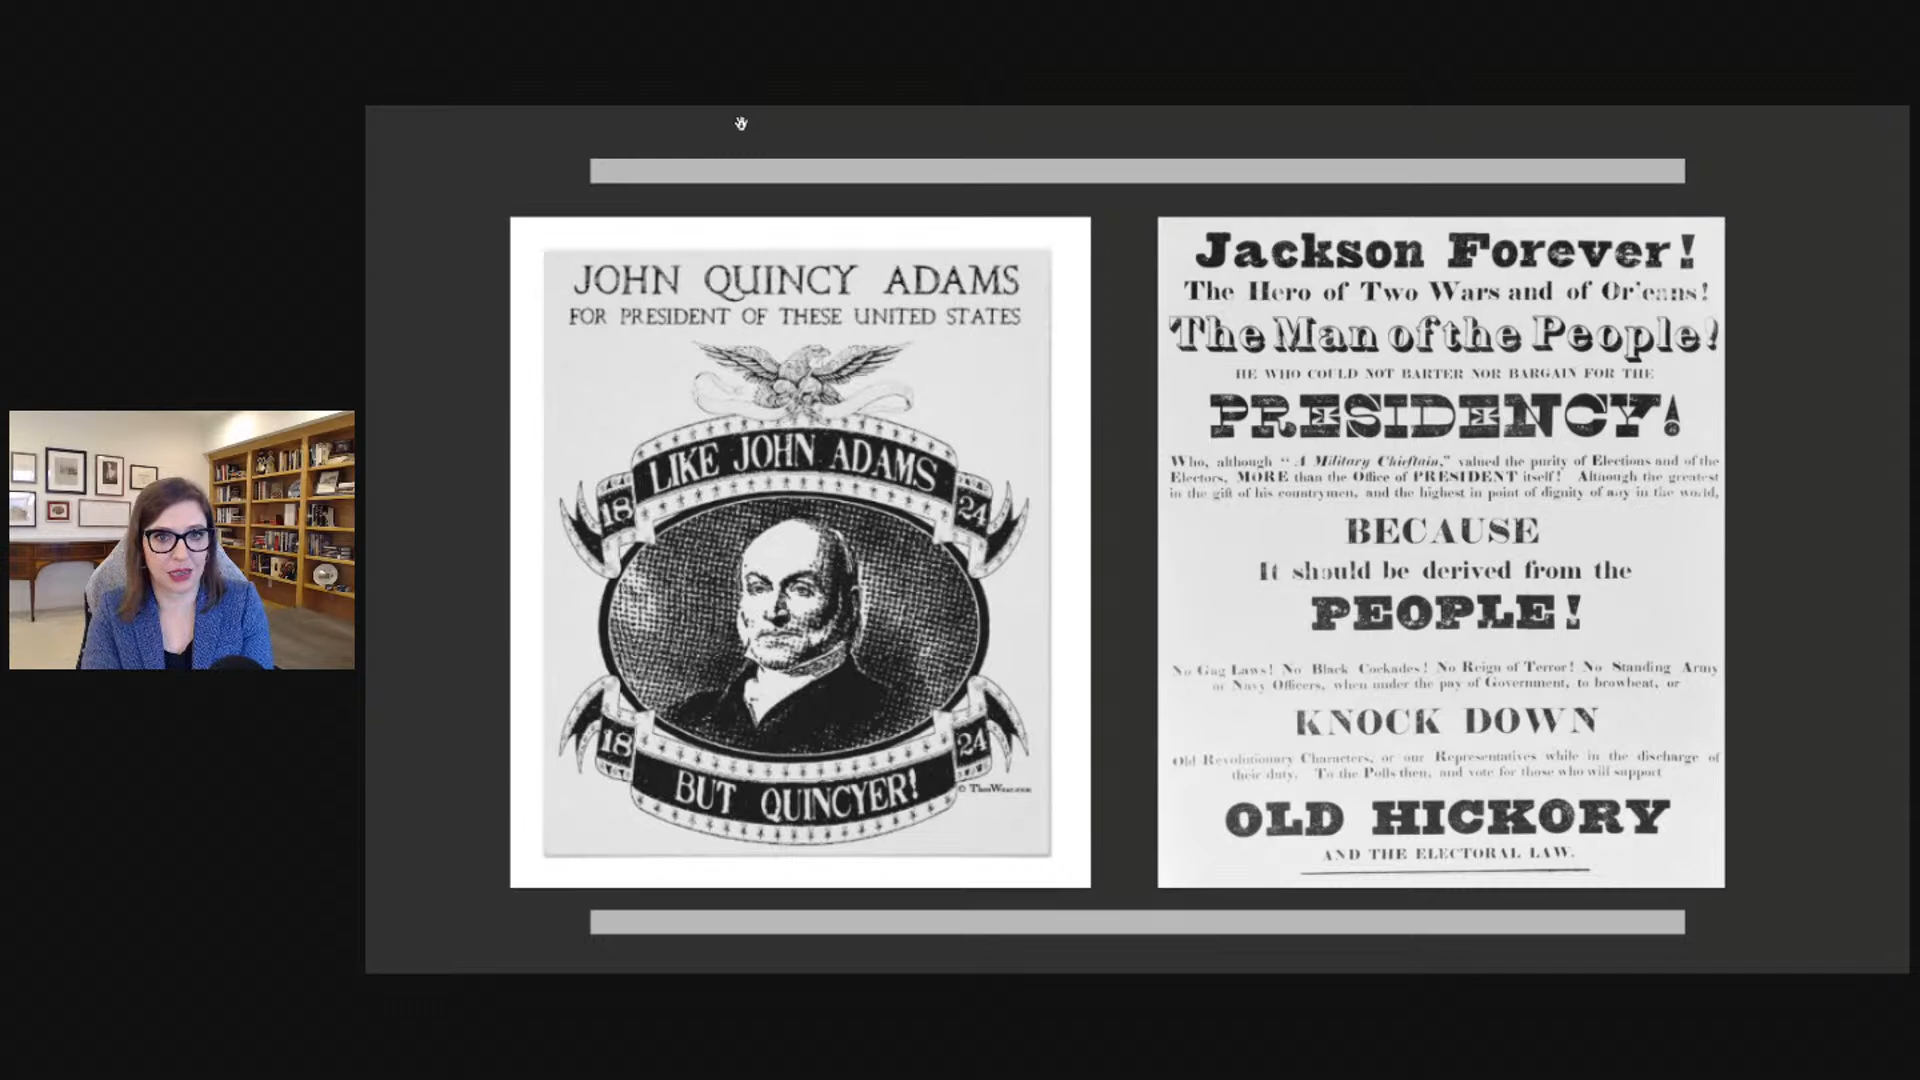 JOHN QUINCY ADAMS
FOR PRESIDENT OF THESE UNITED STATES
LIKE JOHN ADAMS
18 24
18 24
BUT QUINCYER!
Jackson Forever!
The Hero of Two Wars and of Orleans!
The Man of the People!
HE WHO COULD NOT BARTER NOR BARGAIN FOR THE
PRESIDENCY!
Who, although "A Military Chieftain," valued the purity of Elections and of the
Electors, MORE than the Office of PRESIDENT itself! Although the greatest
in the gift of his countrymen, and the highest in point of dignity of any in the world,
BECAUSE
It should be derived from the
PEOPLE!
No Gag Laws! No Black Cockades! No Reign of Terror! No Standing Army
or Navy Officers, when under the pay of Government, to browbeat, or
KNOCK DOWN
Old Revolutionary Characters, or our Representatives while in the discharge of
their duty. To the Polls then, and vote for those who will support
OLD HICKORY
AND THE ELECTORAL LAW.